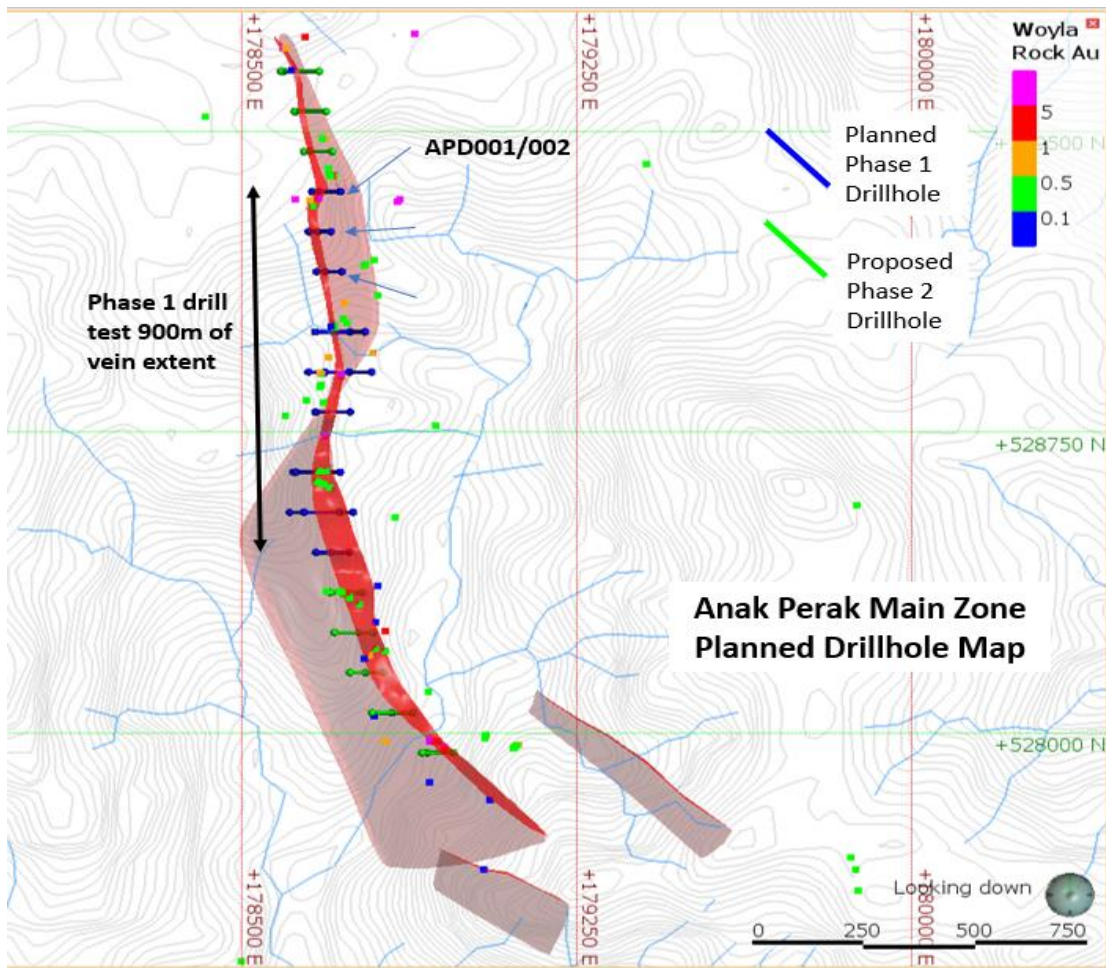 +178500 E
+179250 E
+180000 E
Woyla
Rock Au
5
1
0.5
0.1
Planned
Phase 1
Drillhole
+529500 N
APD001/002
Proposed
Phase 2
Drillhole
Phase 1 drill
test 900m of
vein extent
+528750 N
Anak Perak Main Zone
Planned Drillhole Map
+528000 N
Looking down
+178500 E
+179250 E
+180000 E
0 250 500 750